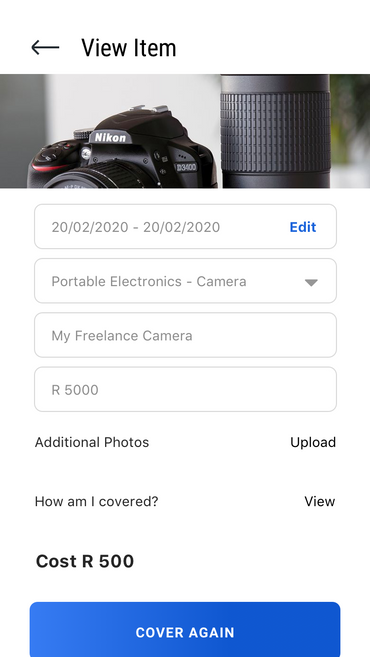 View Item
Nikon
D3400
20/02/2020 - 20/02/2020 Edit
Portable Electronics - Camera
My Freelance Camera
R 5000
Additional Photos Upload
How am I covered? View
Cost R 500
COVER AGAIN